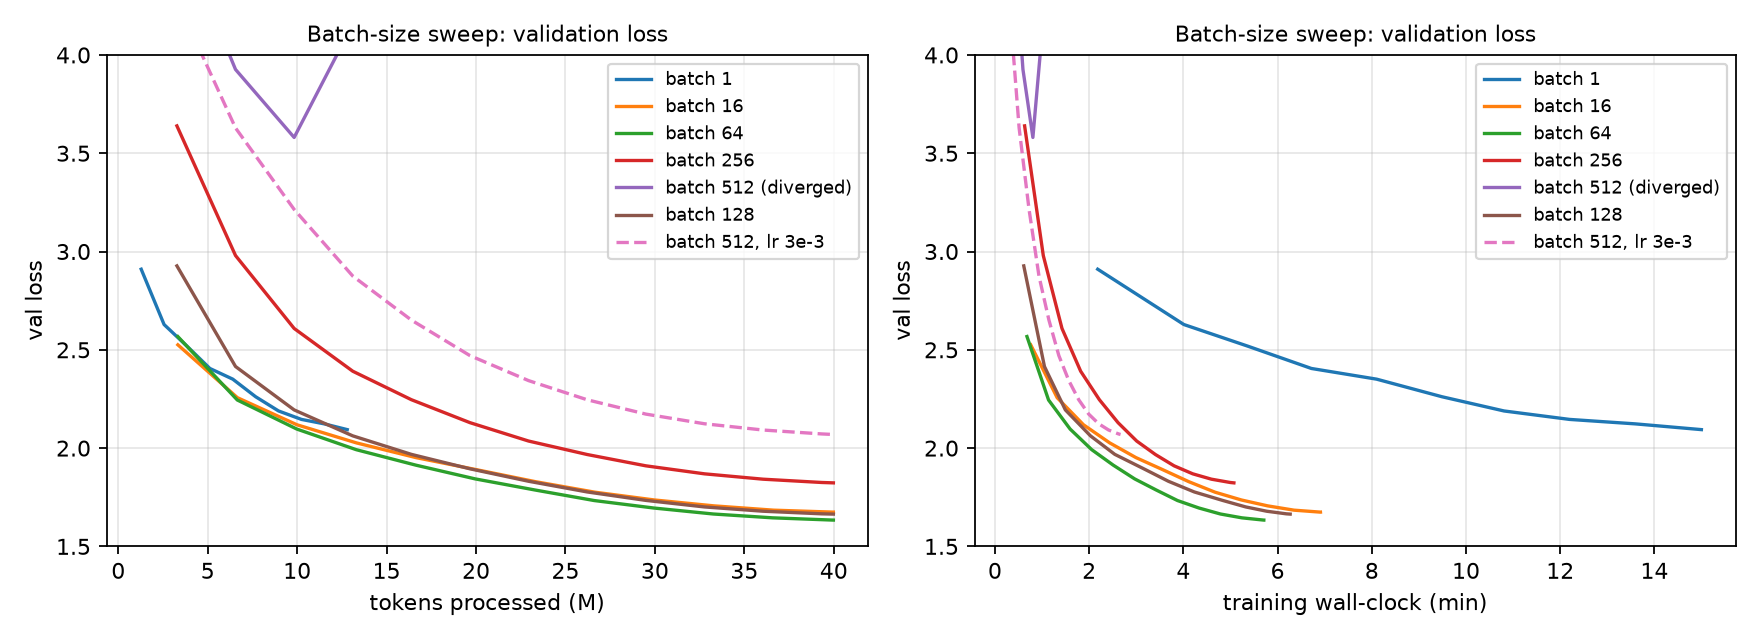 Batch-size sweep: validation loss
val loss
4.0
3.5
3.0
2.5
2.0
1.5
batch 1
batch 16
batch 64
batch 256
batch 512 (diverged)
batch 128
batch 512, lr 3e-3
0 5 10 15 20 25 30 35 40
tokens processed (M)
Batch-size sweep: validation loss
val loss
4.0
3.5
3.0
2.5
2.0
1.5
batch 1
batch 16
batch 64
batch 256
batch 512 (diverged)
batch 128
batch 512, lr 3e-3
0 2 4 6 8 10 12 14
training wall-clock (min)